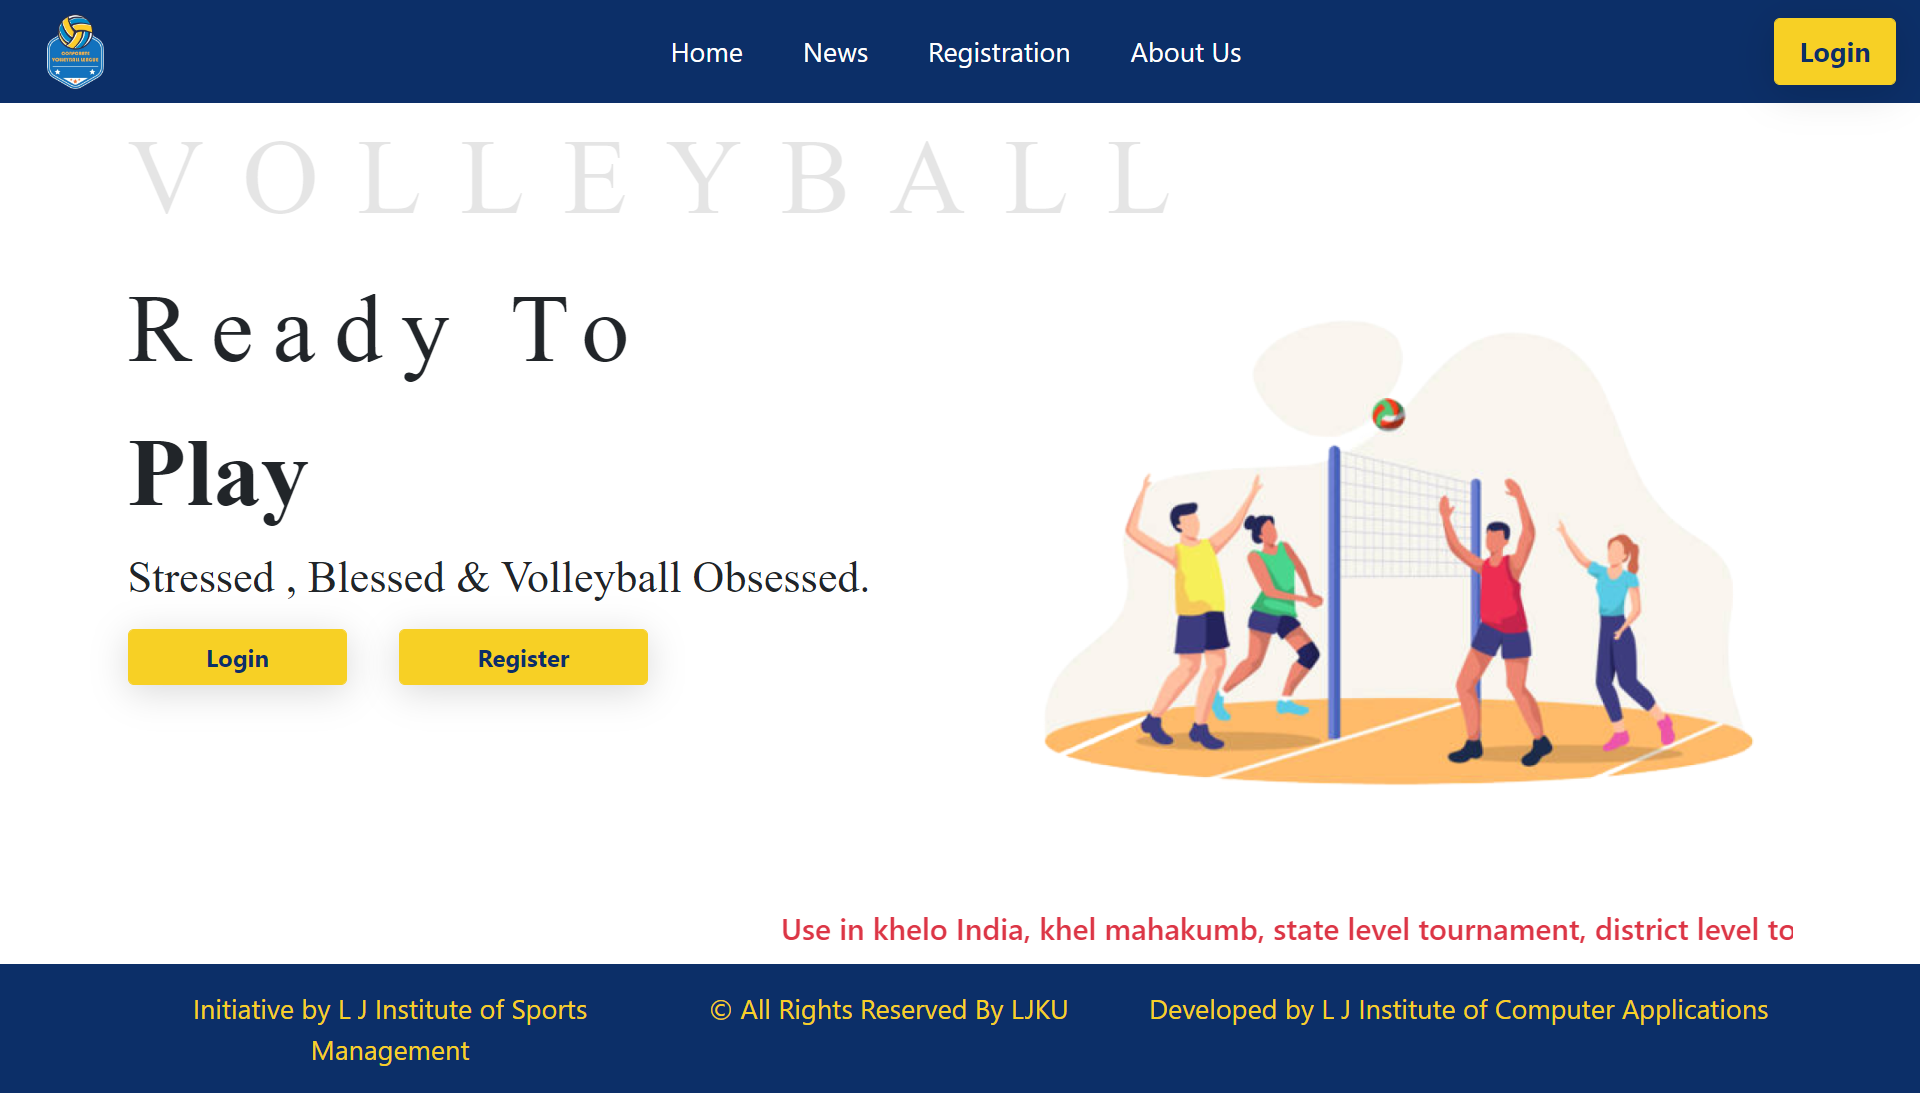 Home
News
Registration
About Us
Login
VOLLEYBALL
Ready To
Play
Stressed , Blessed & Volleyball Obsessed.
Login
Register
Use in khelo India, khel mahakumb, state level tournament, district level to
Initiative by L J Institute of Sports
Management
© All Rights Reserved By LJKU
Developed by L J Institute of Computer Applications